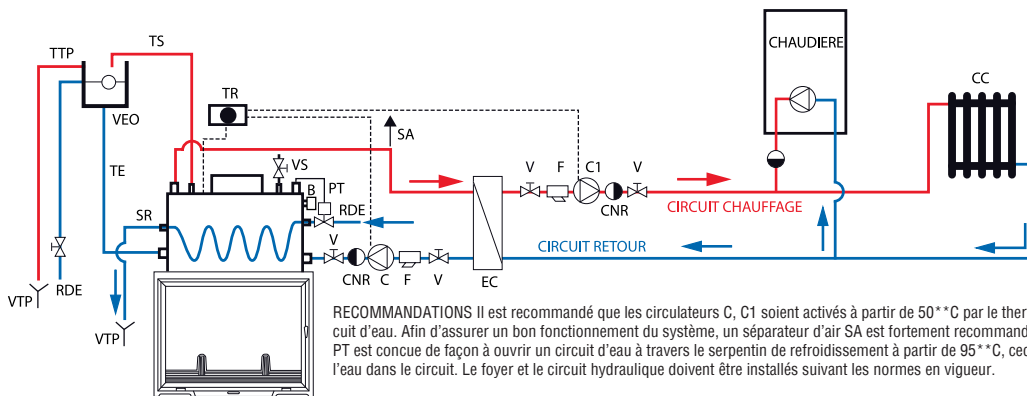 CHAUDIERE
CC
TS
TTP
TR
VEO
SA
V
F
C1
V
CNR
TE
VS
B
PT
RDE
SR
CIRCUIT CHAUFFAGE
CIRCUIT RETOUR
V
CNR
C
F
V
EC
VTP
RDE
VTP
RECOMMANDATIONS Il est recommandé que les circulateurs C, C1 soient activés à partir de 50**C par le ther
cuit d'eau. Afin d'assurer un bon fonctionnement du système, un séparateur d'air SA est fortement recommand
PT est concue de façon à ouvrir un circuit d'eau à travers le serpentin de refroidissement à partir de 95**C, cec
l'eau dans le circuit. Le foyer et le circuit hydraulique doivent être installés suivant les normes en vigueur.